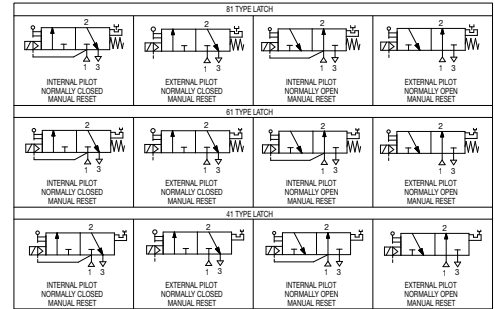 81 TYPE LATCH
2 2 2 2
1 3 1 3 1 3 1 3
INTERNAL PILOT EXTERNAL PILOT INTERNAL PILOT EXTERNAL PILOT
NORMALLY CLOSED NORMALLY CLOSED NORMALLY OPEN NORMALLY OPEN
MANUAL RESET MANUAL RESET MANUAL RESET MANUAL RESET
61 TYPE LATCH
2 2 2 2
1 3 1 3 1 3 1 3
INTERNAL PILOT EXTERNAL PILOT INTERNAL PILOT EXTERNAL PILOT
NORMALLY CLOSED NORMALLY CLOSED NORMALLY OPEN NORMALLY OPEN
MANUAL RESET MANUAL RESET MANUAL RESET MANUAL RESET
41 TYPE LATCH
2 2 2 2
1 3 1 3 1 3 1 3
INTERNAL PILOT EXTERNAL PILOT INTERNAL PILOT EXTERNAL PILOT
NORMALLY CLOSED NORMALLY CLOSED NORMALLY OPEN NORMALLY OPEN
MANUAL RESET MANUAL RESET MANUAL RESET MANUAL RESET